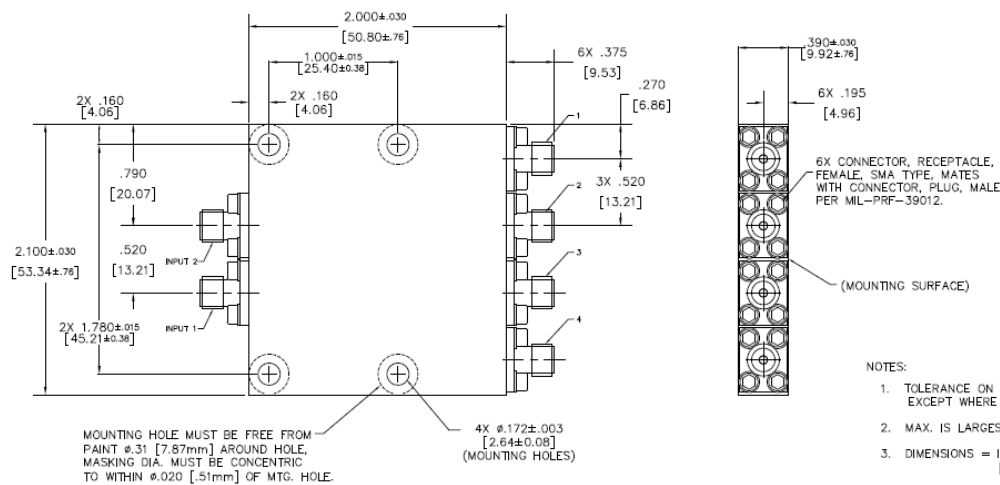 2.000±.030
[50.80±.76]
1.000±.015
[25.40±0.38]
6X .375
[9.53]
.390±.030
[9.92±.76]
2X .160
[4.06]
2X .160
[4.06]
.270
[6.86]
6X .195
[4.96]
1
.790
[20.07]
3X .520
[13.21]
6X CONNECTOR, RECEPTACLE,
FEMALE, SMA TYPE, MATES
WITH CONNECTOR, PLUG, MALE
PER MIL-PRF-39012.
2
2.100±.030
[53.34±.76]
.520
[13.21]
INPUT 2
3
(MOUNTING SURFACE)
2X 1.780±.015
[45.21±0.38]
INPUT 1
4
MOUNTING HOLE MUST BE FREE FROM
PAINT ø.31 [7.87mm] AROUND HOLE,
MASKING DIA. MUST BE CONCENTRIC
TO WITHIN ø.020 [.51mm] OF MTG. HOLE.
4X ø.172±.003
[2.64±0.08]
(MOUNTING HOLES)
NOTES:
1. TOLERANCE ON
EXCEPT WHERE
2. MAX. IS LARGES
3. DIMENSIONS =